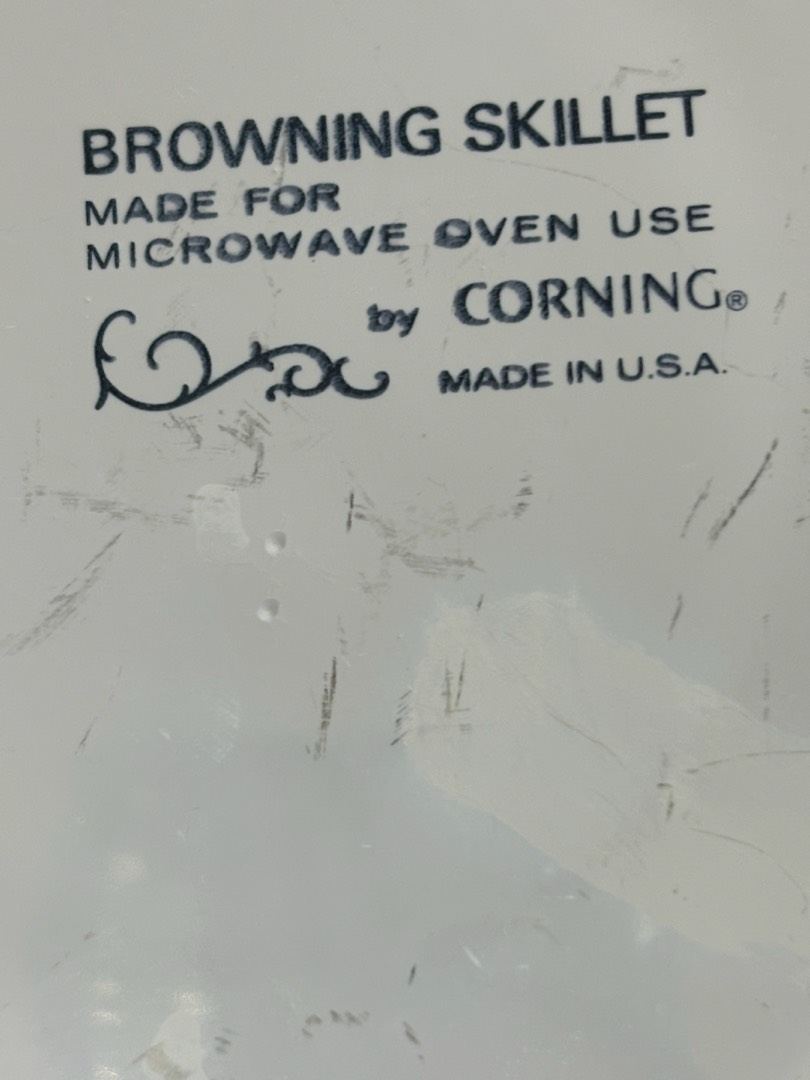 BROWNING SKILLET
MADE FOR
MICROWAVE OVEN USE
by CORNING®
MADE IN U.S.A.